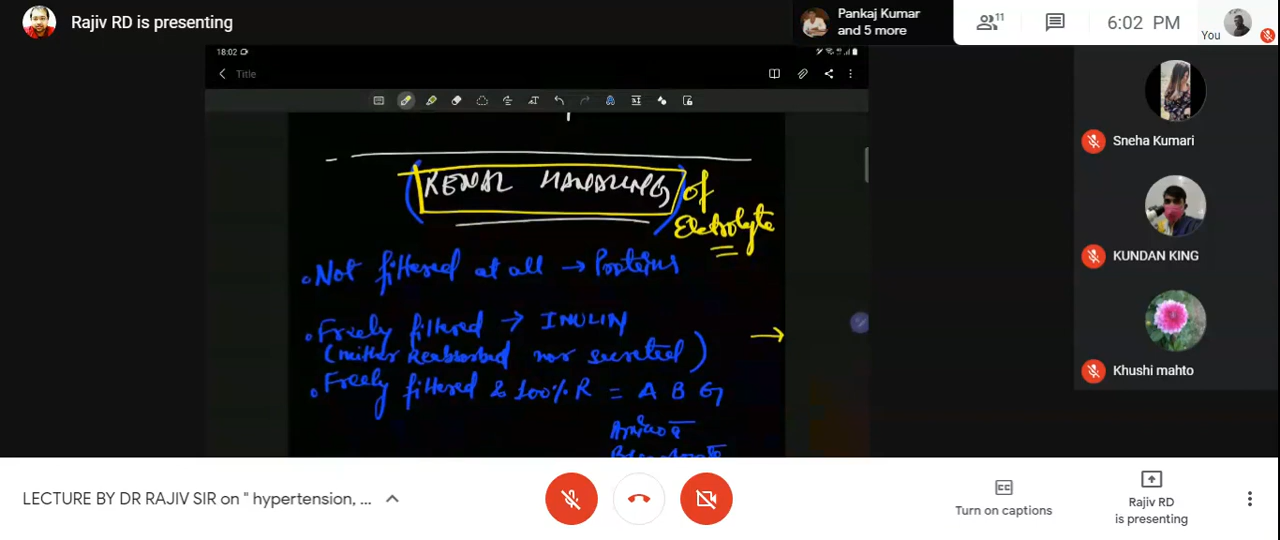 Rajiv RD is presenting
Pankaj Kumar
and 5 more
11
6:02 PM
You
18:02
Title
RENAL HANDLING of
Eletrolyte
Sneha Kumari
• Not filtered at all → Proteins
KUNDAN KING
• Freely filtered → INULIN
(neither Reabsorbed nor secreted)
• Freely filtered & 100% R = A B G
Khushi mahto
Amino a
LECTURE BY DR RAJIV SIR on " hypertension, ...
Turn on captions
Rajiv RD
is presenting